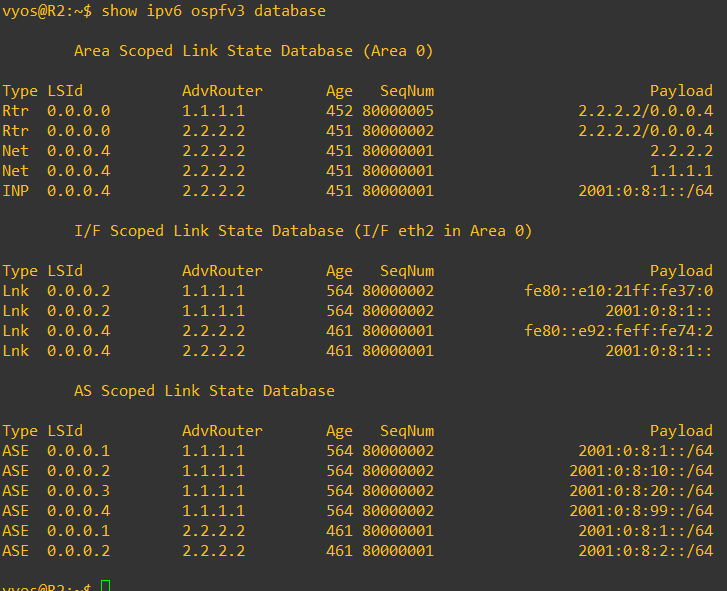 vyos@R2:~$ show ipv6 ospfv3 database
Area Scoped Link State Database (Area 0)
Type LSId AdvRouter Age SeqNum Payload
Rtr 0.0.0.0 1.1.1.1 452 80000005 2.2.2.2/0.0.0.4
Rtr 0.0.0.0 2.2.2.2 451 80000002 2.2.2.2/0.0.0.4
Net 0.0.0.4 2.2.2.2 451 80000001 2.2.2.2
Net 0.0.0.4 2.2.2.2 451 80000001 1.1.1.1
INP 0.0.0.4 2.2.2.2 451 80000001 2001:0:8:1::/64
I/F Scoped Link State Database (I/F eth2 in Area 0)
Type LSId AdvRouter Age SeqNum Payload
Lnk 0.0.0.2 1.1.1.1 564 80000002 fe80::e10:21ff:fe37:0
Lnk 0.0.0.2 1.1.1.1 564 80000002 2001:0:8:1::
Lnk 0.0.0.4 2.2.2.2 461 80000001 fe80::e92:feff:fe74:2
Lnk 0.0.0.4 2.2.2.2 461 80000001 2001:0:8:1::
AS Scoped Link State Database
Type LSId AdvRouter Age SeqNum Payload
ASE 0.0.0.1 1.1.1.1 564 80000002 2001:0:8:1::/64
ASE 0.0.0.2 1.1.1.1 564 80000002 2001:0:8:10::/64
ASE 0.0.0.3 1.1.1.1 564 80000002 2001:0:8:20::/64
ASE 0.0.0.4 1.1.1.1 564 80000002 2001:0:8:99::/64
ASE 0.0.0.1 2.2.2.2 461 80000001 2001:0:8:1::/64
ASE 0.0.0.2 2.2.2.2 461 80000001 2001:0:8:2::/64
vyos@R2:~$